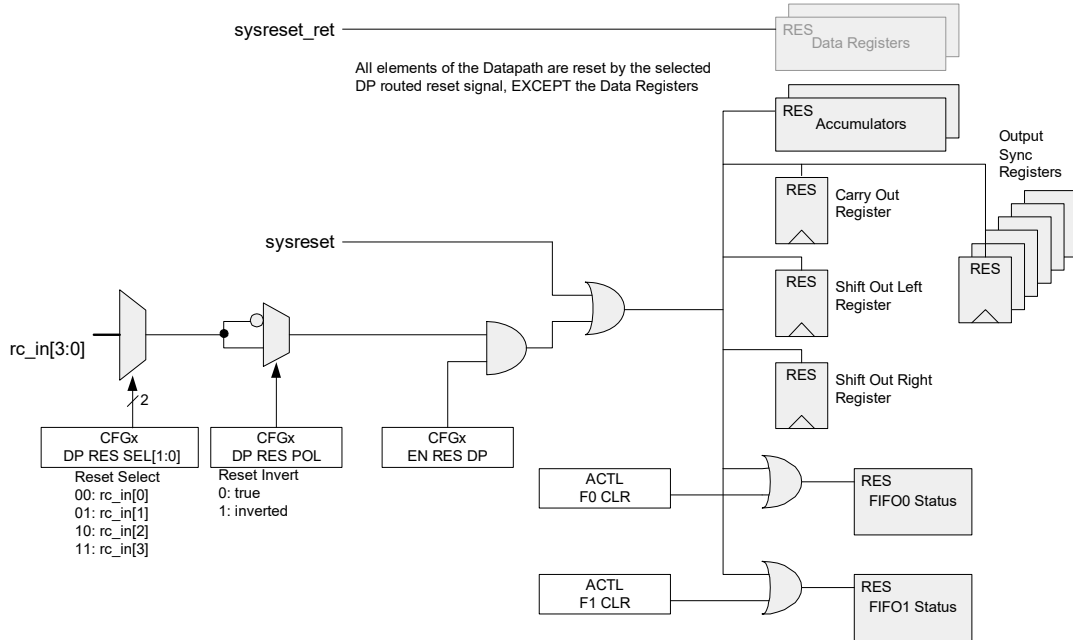 sysreset_ret
RES
Data Registers
All elements of the Datapath are reset by the selected
DP routed reset signal, EXCEPT the Data Registers
RES
Accumulators
Output
Sync
Registers
RES
Carry Out
Register
sysreset
RES
RES
Shift Out Left
Register
rc_in[3:0]
RES
Shift Out Right
Register
2
CFGx
DP RES SEL[1:0]
CFGx
DP RES POL
CFGx
EN RES DP
Reset Select
00: rc_in[0]
01: rc_in[1]
10: rc_in[2]
11: rc_in[3]
Reset Invert
0: true
1: inverted
ACTL
F0 CLR
RES
FIFO0 Status
ACTL
F1 CLR
RES
FIFO1 Status